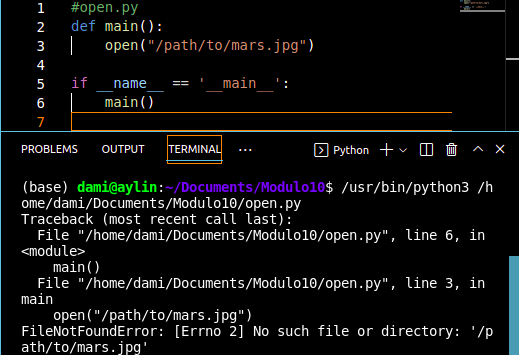 1 #open.py
2 def main():
3 open("/path/to/mars.jpg")
4
5 if __name__ == '__main__':
6 main()
7
PROBLEMS OUTPUT TERMINAL ··· Python
(base) dami@aylin:~/Documents/Modulo10$ /usr/bin/python3 /h
ome/dami/Documents/Modulo10/open.py
Traceback (most recent call last):
File "/home/dami/Documents/Modulo10/open.py", line 6, in
<module>
main()
File "/home/dami/Documents/Modulo10/open.py", line 3, in
main
open("/path/to/mars.jpg")
FileNotFoundError: [Errno 2] No such file or directory: '/p
ath/to/mars.jpg'